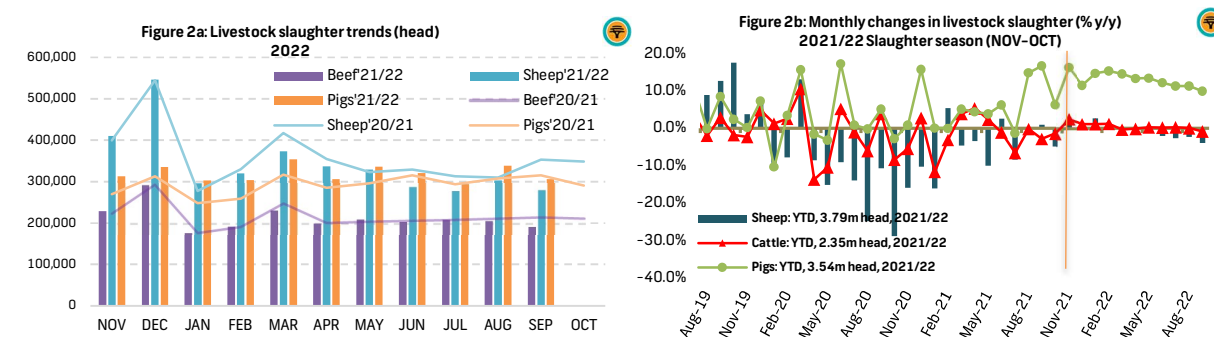 Figure 2a: Livestock slaughter trends (head)
2022
600,000
500,000
400,000
300,000
200,000
100,000
0
Beef'21/22
Sheep'21/22
Pigs'21/22
Beef'20/21
Sheep'20/21
Pigs'20/21
NOV DEC JAN FEB MAR APR MAY JUN JUL AUG SEP OCT
Figure 2b: Monthly changes in livestock slaughter (% y/y)
2021/22 Slaughter season (NOV-OCT)
20.0%
10.0%
0.0%
-10.0%
-20.0%
-30.0%
-40.0%
Sheep: YTD, 3.79m head, 2021/22
Cattle: YTD, 2.35m head, 2021/22
Pigs: YTD, 3.54m head, 2021/22
Aug-19 Nov-19 Feb-20 May-20 Aug-20 Nov-20 Feb-21 May-21 Aug-21 Nov-21 Feb-22 May-22 Aug-22